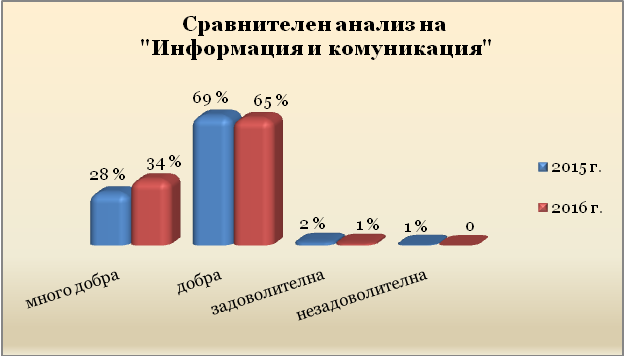 Сравнителен анализ на
"Информация и комуникация"
69 %
65 %
28 %
34 %
2 %
1 %
1 %
0
много добра
добра
задоволителна
незадоволителна
2015 г.
2016 г.